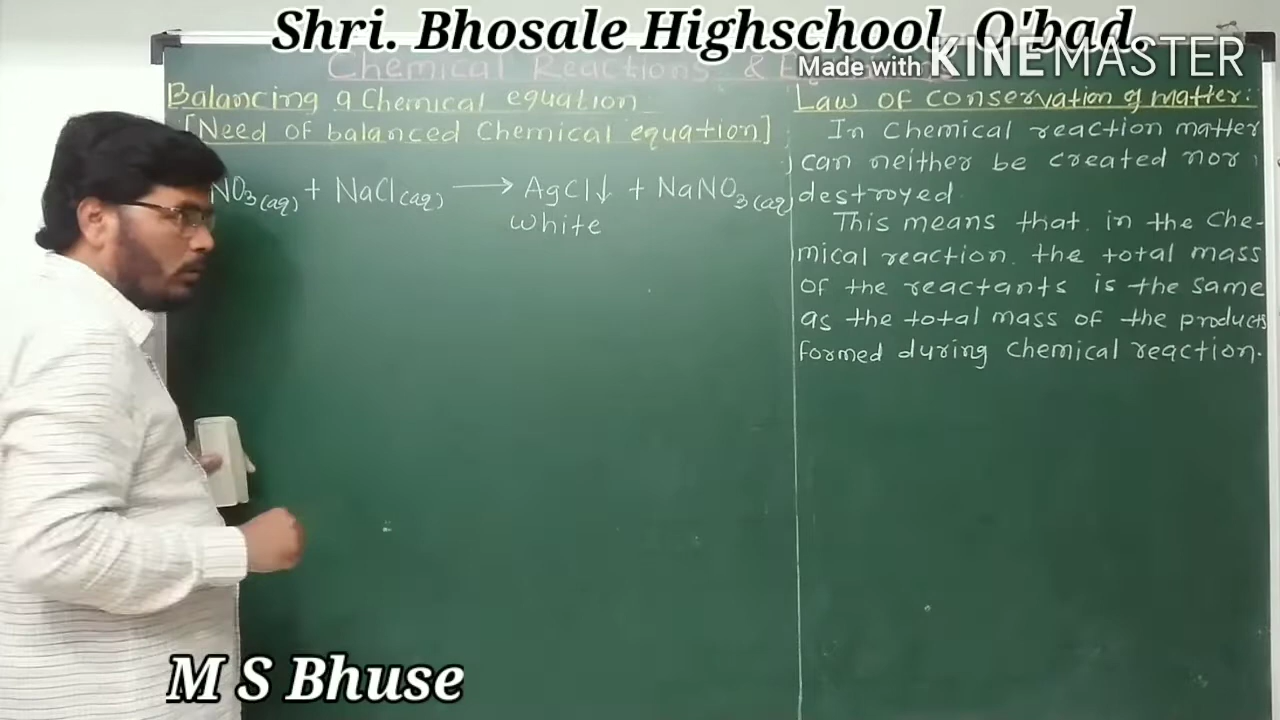 Shri. Bhosale Highschool, O'bad.
Made with KINEMASTER
Chemical Reactions &
Balancing a Chemical equation
[Need of balanced Chemical equation]
NO3(aq) + NaCl(aq) ⟶ AgCl↓ + NaNO3(aq)
white
Law of conservation of matter:
In Chemical reaction matter
can neither be created nor
destroyed.
This means that. in the Che-
mical reaction. the total mass
of the reactants is the same
as the total mass of the products
formed during chemical reaction.
M S Bhuse